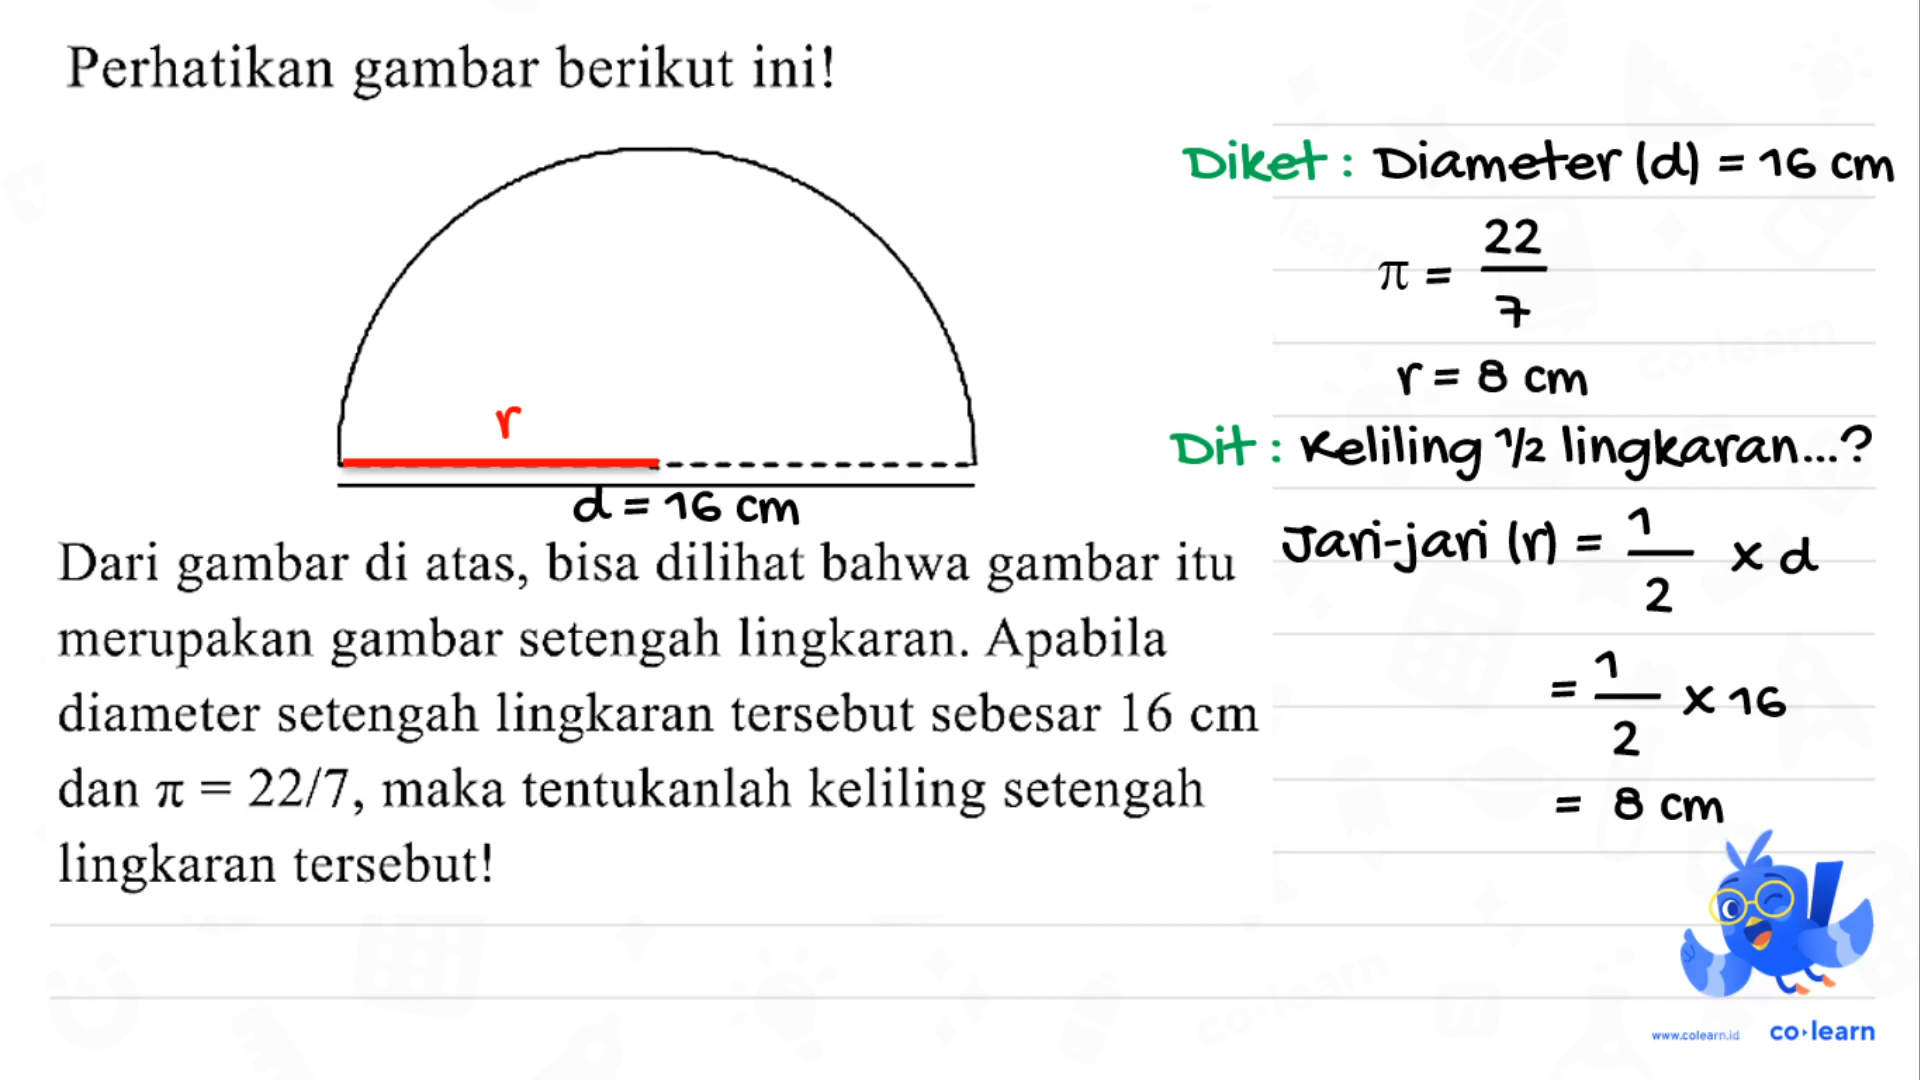 Perhatikan gambar berikut ini!
r
d = 16 cm
Dari gambar di atas, bisa dilihat bahwa gambar itu
merupakan gambar setengah lingkaran. Apabila
diameter setengah lingkaran tersebut sebesar 16 cm
dan π = 22/7, maka tentukanlah keliling setengah
lingkaran tersebut!
Diket : Diameter (d) = 16 cm
π = 22/7
r = 8 cm
Dit : Keliling 1/2 lingkaran...?
Jari-jari (r) = 1/2 x d
= 1/2 x 16
= 8 cm
www.colearn.id co·learn